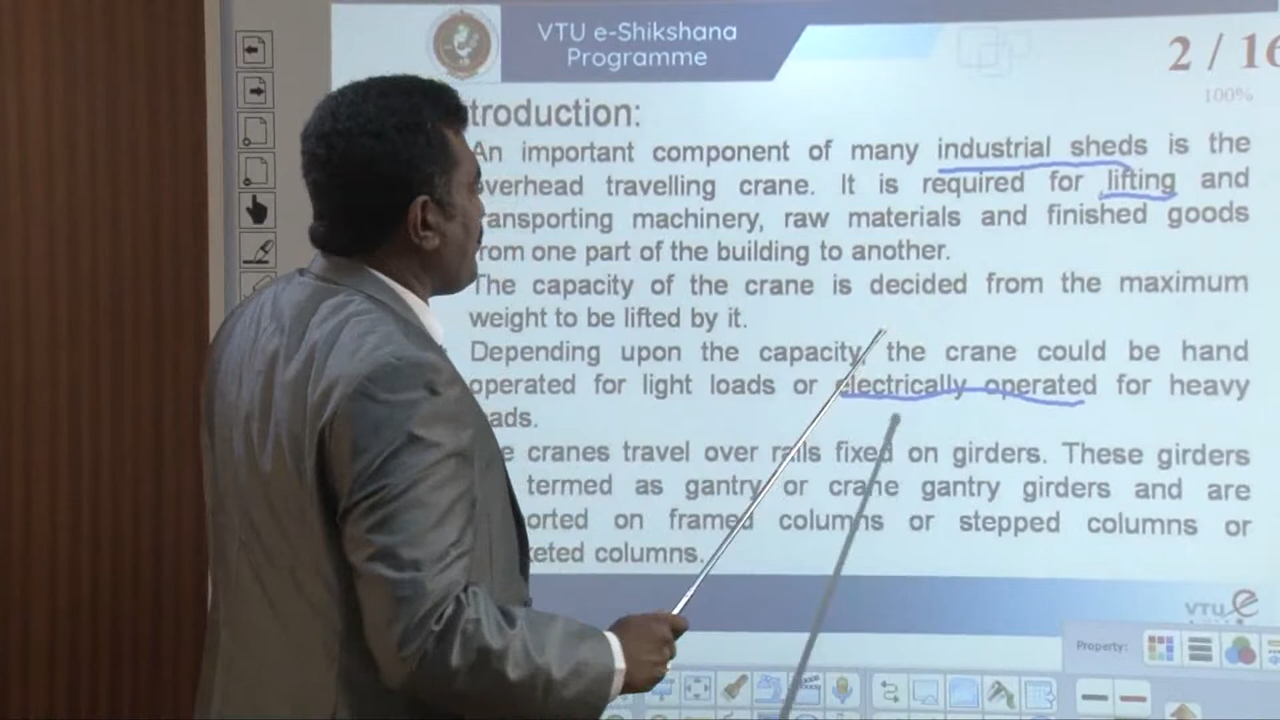 VTU e-Shikshana
Programme
2 / 16
100%
troduction:
An important component of many industrial sheds is the
overhead travelling crane. It is required for lifting and
ransporting machinery, raw materials and finished goods
from one part of the building to another.
The capacity of the crane is decided from the maximum
weight to be lifted by it.
Depending upon the capacity, the crane could be hand
operated for light loads or electrically operated for heavy
oads.
e cranes travel over rails fixed on girders. These girders
termed as gantry or crane gantry girders and are
orted on framed columns or stepped columns or
keted columns.
VTU e
Property: